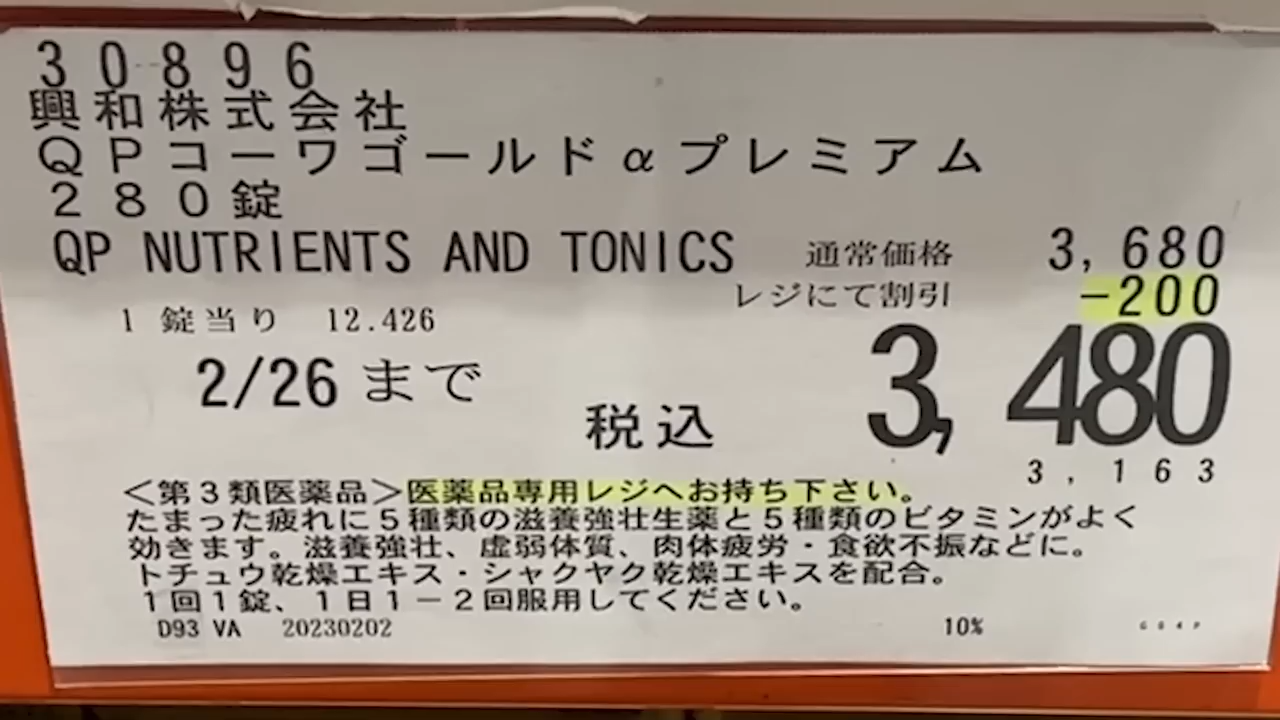 30896
興和株式会社
QPコーワゴールドαプレミアム
280錠
QP NUTRIENTS AND TONICS 通常価格 3,680
レジにて割引 -200
1錠当り 12.426
3,480
2/26まで
税込
3,163
<第3類医薬品>医薬品専用レジへお持ち下さい。
たまった疲れに5種類の滋養強壮生薬と5種類のビタミンがよく
効きます。滋養強壮、虚弱体質、肉体疲労・食欲不振などに。
トチュウ乾燥エキス・シャクヤク乾燥エキスを配合。
1回1錠、1日1-2回服用してください。
D93 VA 20230202 10%